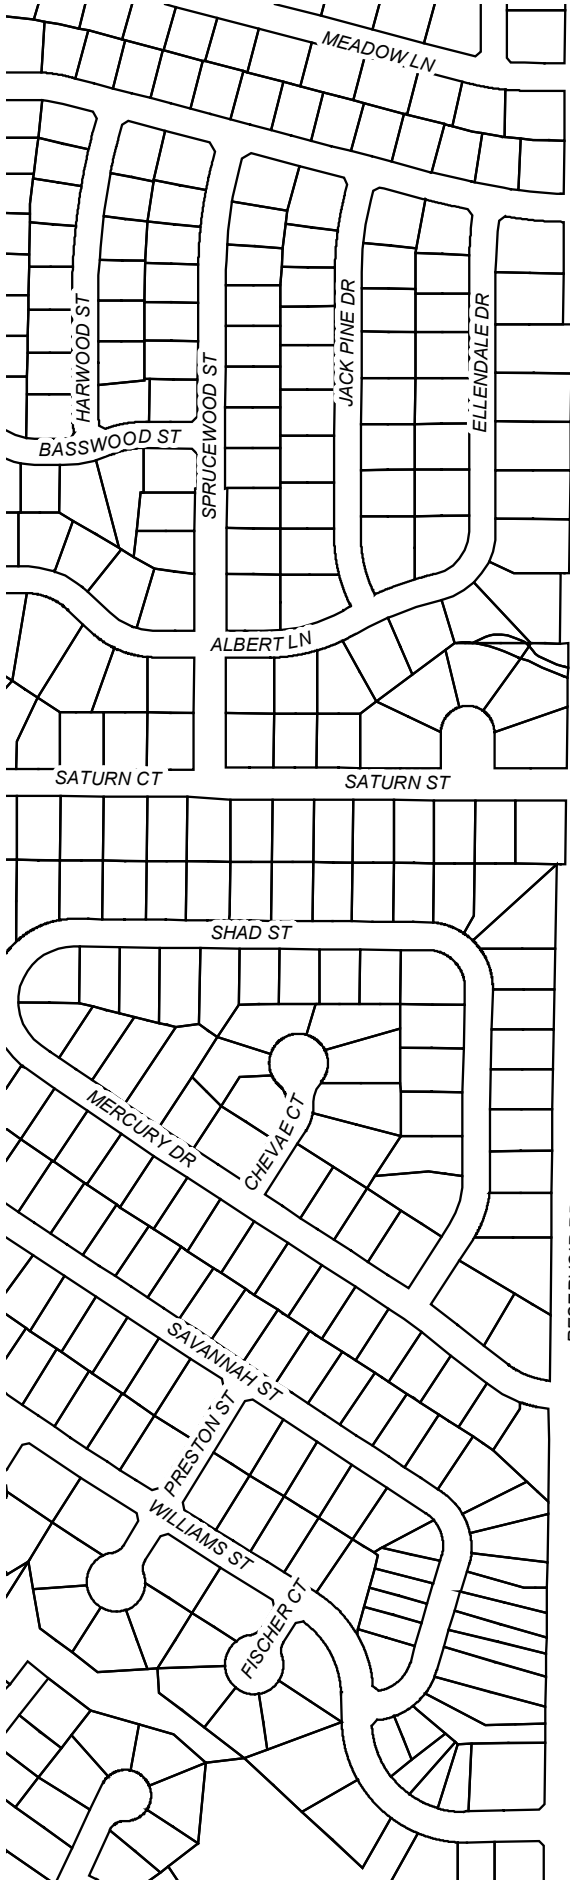 MEADOW LN
HARWOOD ST
BASSWOOD ST
SPRUCEWOOD ST
JACK PINE DR
ELLENDALE DR
ALBERT LN
SATURN CT
SATURN ST
SHAD ST
MERCURY DR
CHEVAE CT
SAVANNAH ST
PRESTON ST
WILLIAMS ST
FISCHER CT